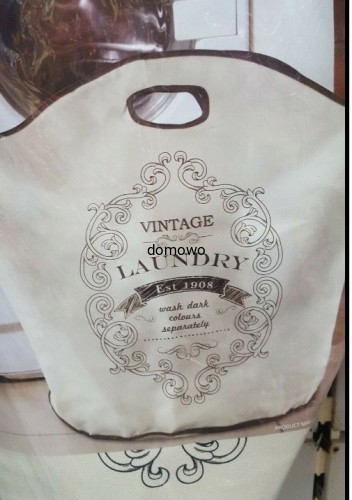 VINTAGE
domowo
LAUNDRY
Est 1908
wash dark
colours
separately